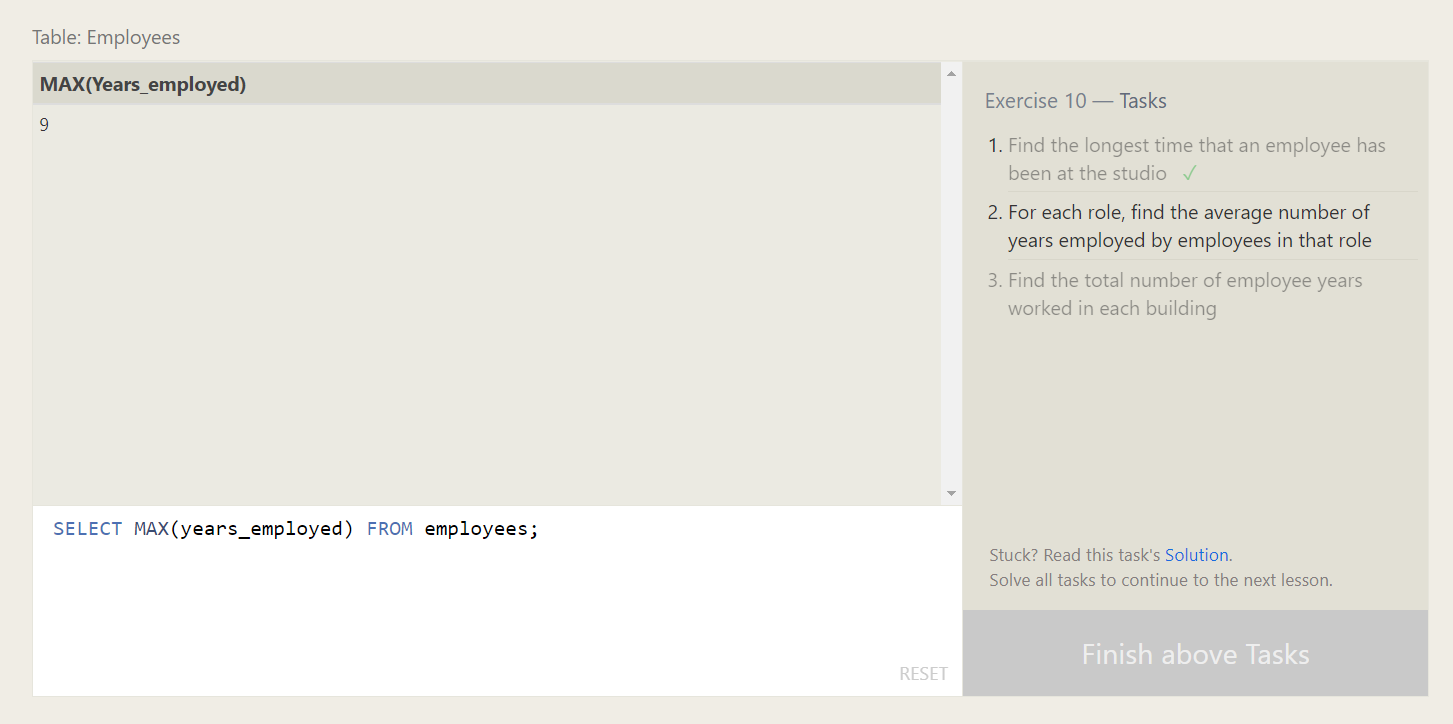 Table: Employees
MAX(Years_employed)
9
SELECT MAX(years_employed) FROM employees;
RESET
Exercise 10 — Tasks
1. Find the longest time that an employee has
been at the studio ✓
2. For each role, find the average number of
years employed by employees in that role
3. Find the total number of employee years
worked in each building
Stuck? Read this task's Solution.
Solve all tasks to continue to the next lesson.
Finish above Tasks